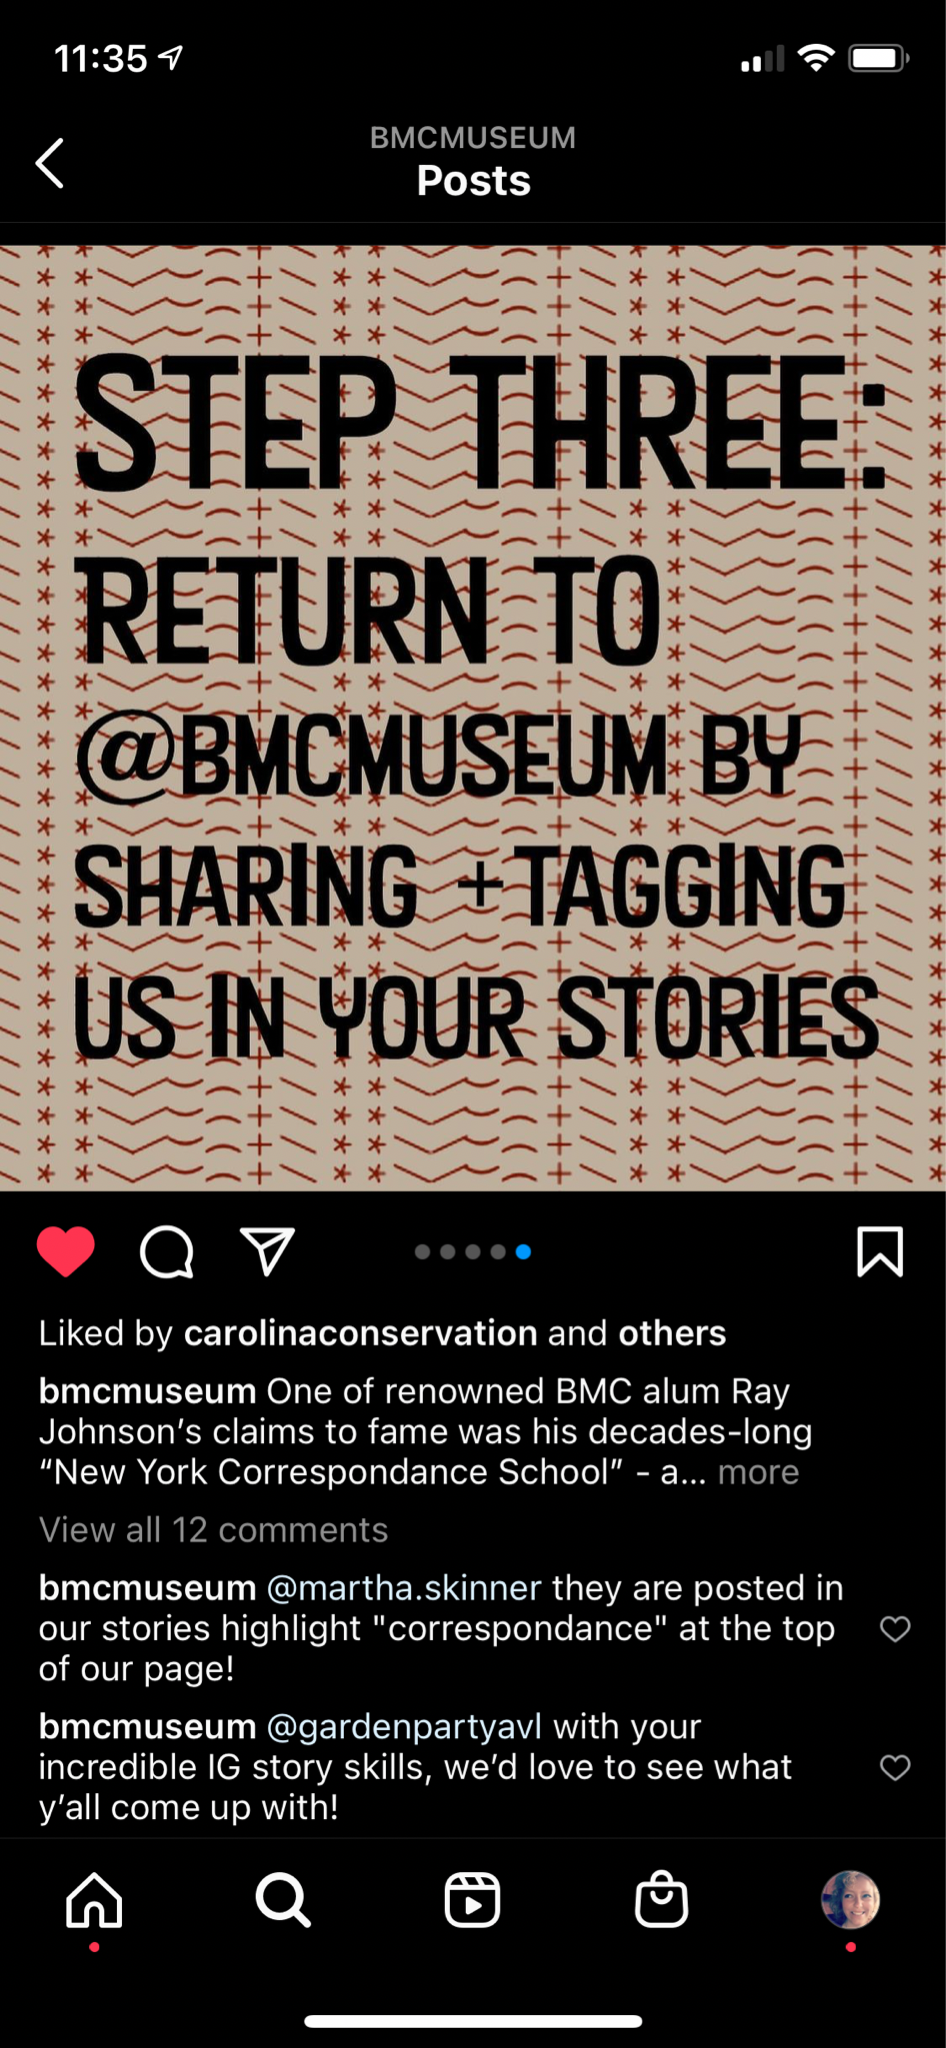 11:35
BMCMUSEUM
Posts
STEP THREE:
RETURN TO
@BMCMUSEUM BY
SHARING +TAGGING
US IN YOUR STORIES
Liked by carolinaconservation and others
bmcmuseum One of renowned BMC alum Ray
Johnson’s claims to fame was his decades-long
“New York Correspondance School” - a... more
View all 12 comments
bmcmuseum @martha.skinner they are posted in
our stories highlight "correspondance" at the top
of our page!
bmcmuseum @gardenpartyavl with your
incredible IG story skills, we’d love to see what
y’all come up with!